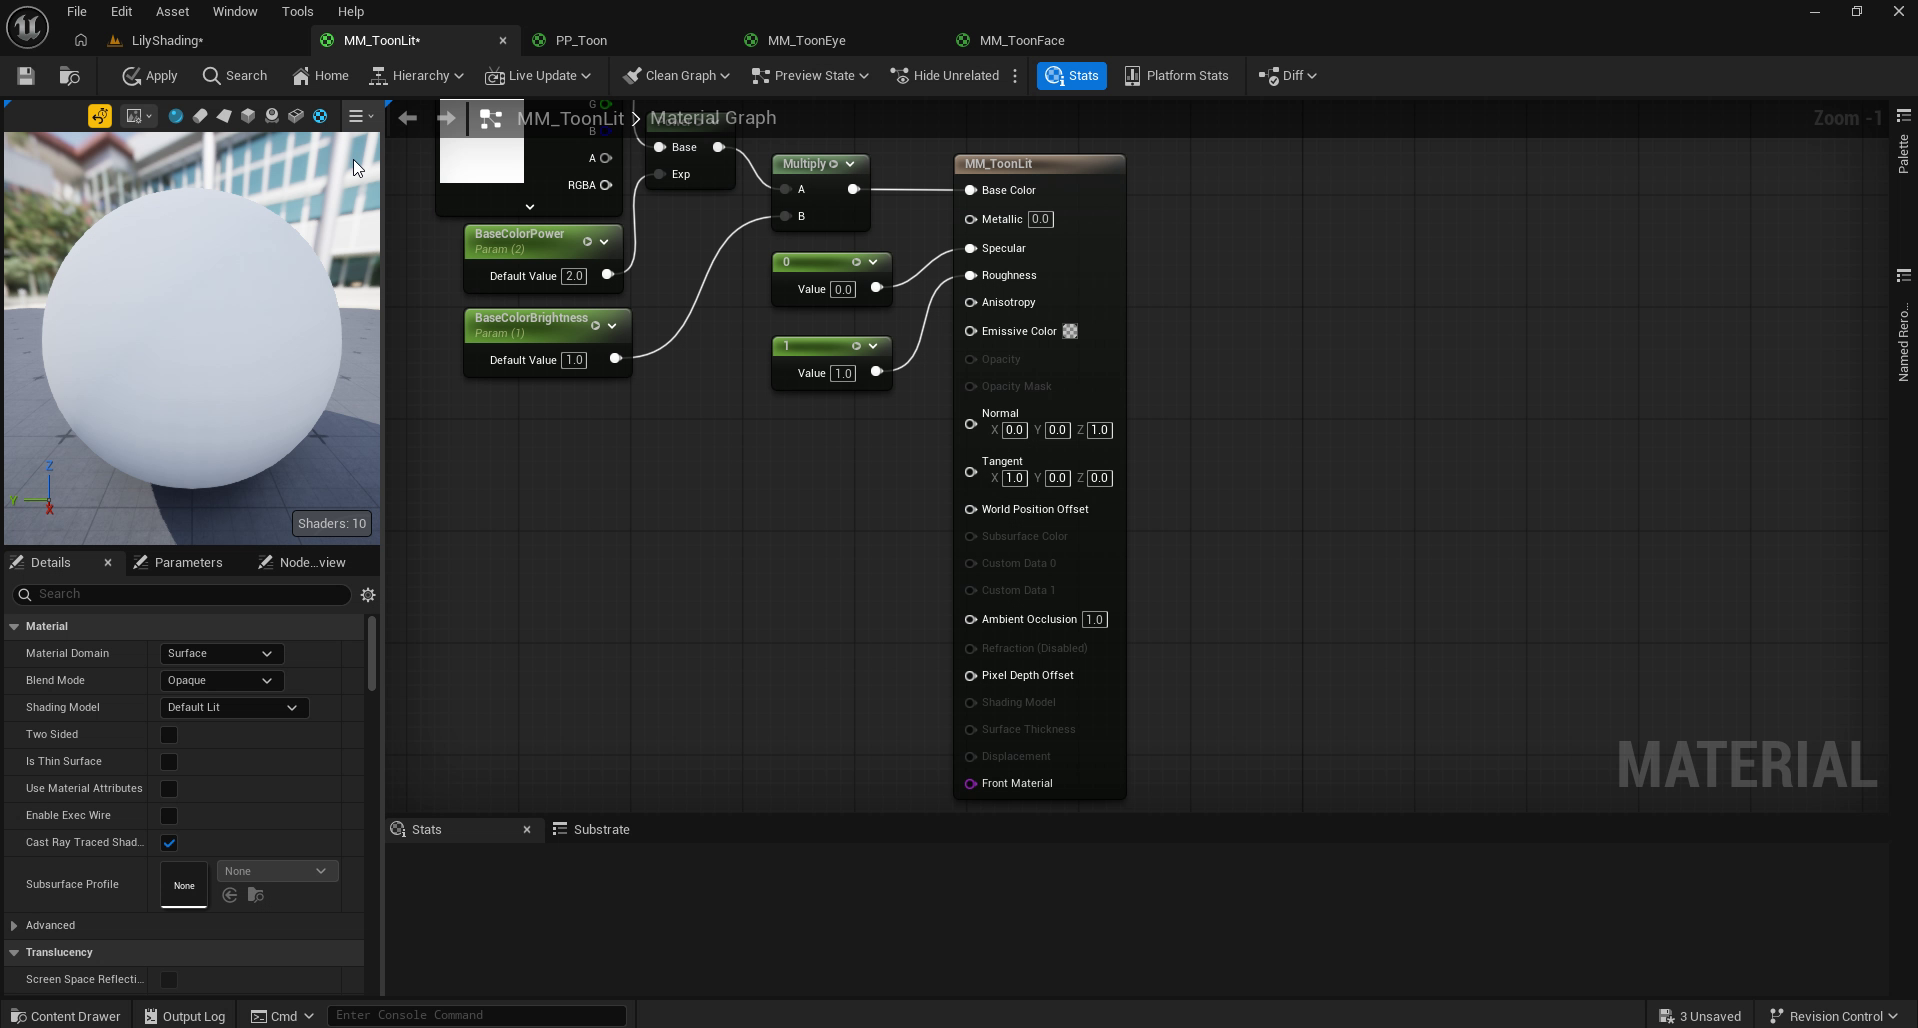 File Edit Asset Window Tools Help
LilyShading*
MM_ToonLit*
PP_Toon
MM_ToonEye
MM_ToonFace
Apply
Search
Home
Hierarchy
Live Update
Clean Graph
Preview State
Hide Unrelated
Stats
Platform Stats
Diff
MM_ToonLit > Material Graph
Zoom -1
G
B
A
RGBA
Base
Exp
Multiply
A
B
BaseColorPower
Param (2)
Default Value 2.0
BaseColorBrightness
Param (1)
Default Value 1.0
0
Value 0.0
1
Value 1.0
MM_ToonLit
Base Color
Metallic 0.0
Specular
Roughness
Anisotropy
Emissive Color
Opacity
Opacity Mask
Normal
X 0.0 Y 0.0 Z 1.0
Tangent
X 1.0 Y 0.0 Z 0.0
World Position Offset
Subsurface Color
Custom Data 0
Custom Data 1
Ambient Occlusion 1.0
Refraction (Disabled)
Pixel Depth Offset
Shading Model
Surface Thickness
Displacement
Front Material
MATERIAL
Palette
Named Rero...
Z
Y
X
Shaders: 10
Details
Parameters
Node...view
Search
Material
Material Domain Surface
Blend Mode Opaque
Shading Model Default Lit
Two Sided
Is Thin Surface
Use Material Attributes
Enable Exec Wire
Cast Ray Traced Shad...
Subsurface Profile None None
Advanced
Translucency
Screen Space Reflecti...
Stats
Substrate
Content Drawer
Output Log
Cmd
Enter Console Command
3 Unsaved
Revision Control